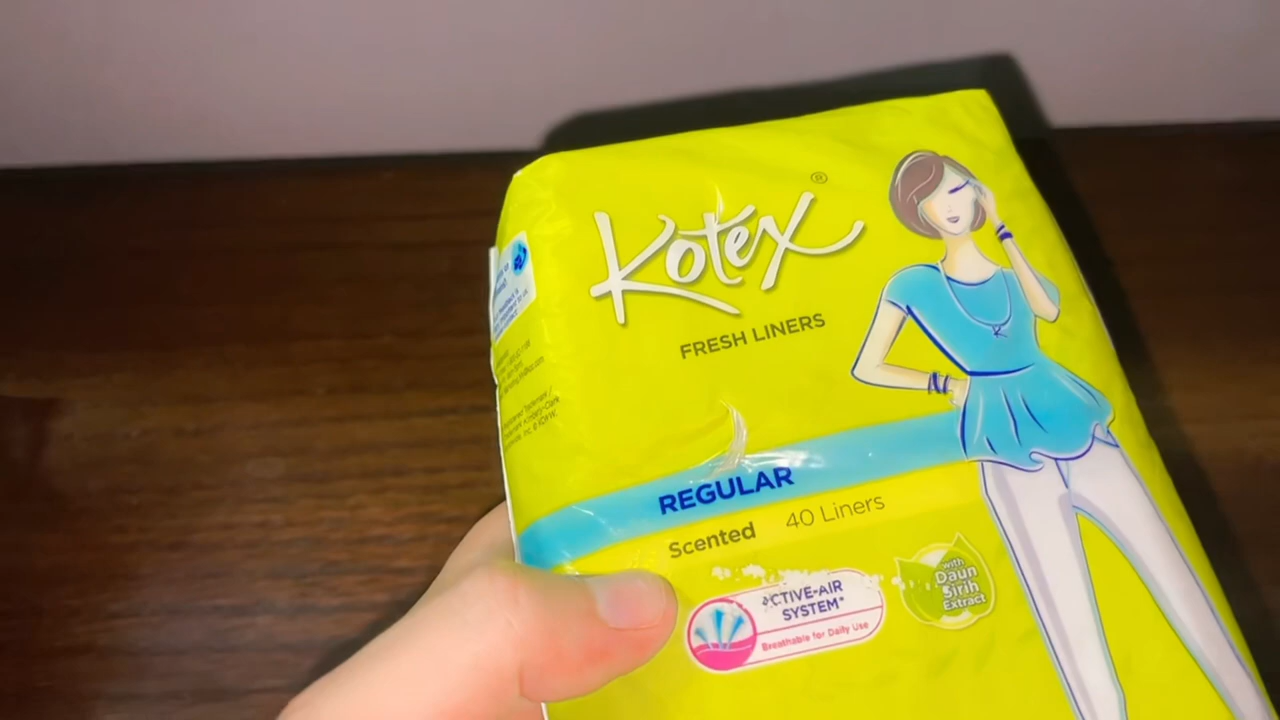 Kotex®
FRESH LINERS
REGULAR
Scented 40 Liners
ACTIVE-AIR
SYSTEM*
Breathable for Daily Use
with
Daun
Sirih
Extract
K